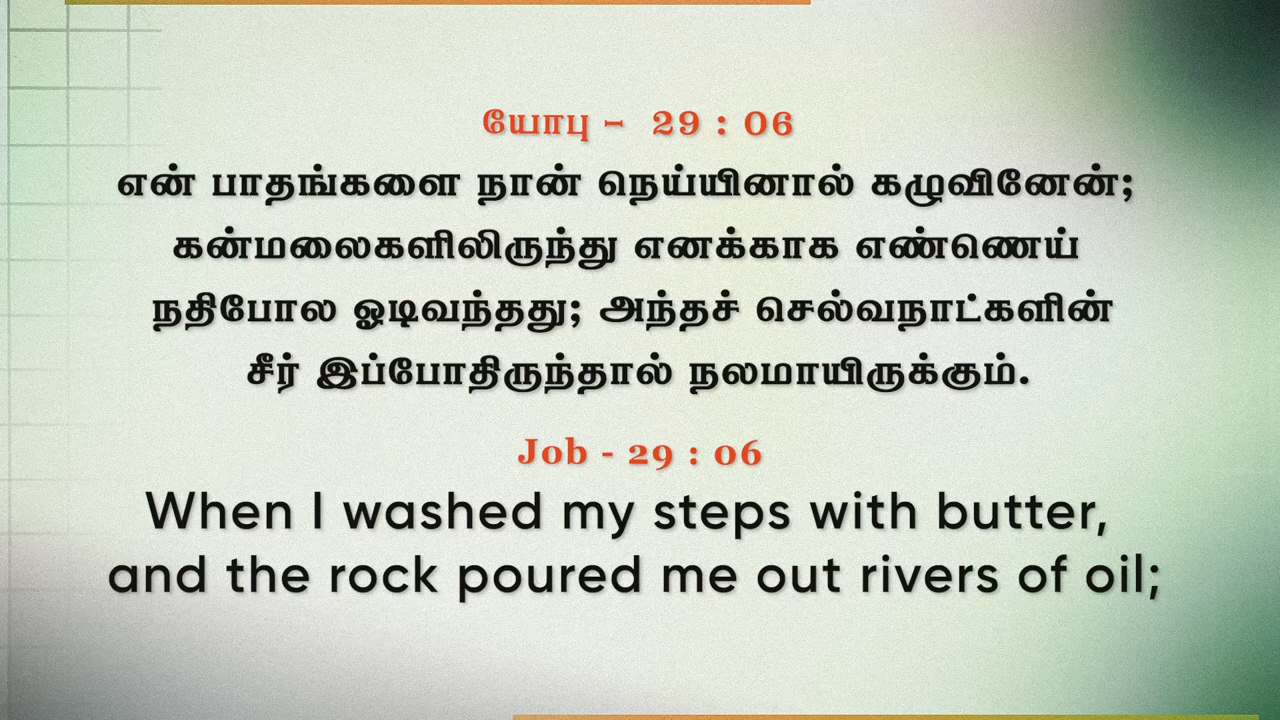 யோபு - 29 : 06
என் பாதங்களை நான் நெய்யினால் கழுவினேன்;
கன்மலைகளிலிருந்து எனக்காக எண்ணெய்
நதிபோல ஓடிவந்தது; அந்தச் செல்வநாட்களின்
சீர் இப்போதிருந்தால் நலமாயிருக்கும்.
Job - 29 : 06
When I washed my steps with butter,
and the rock poured me out rivers of oil;